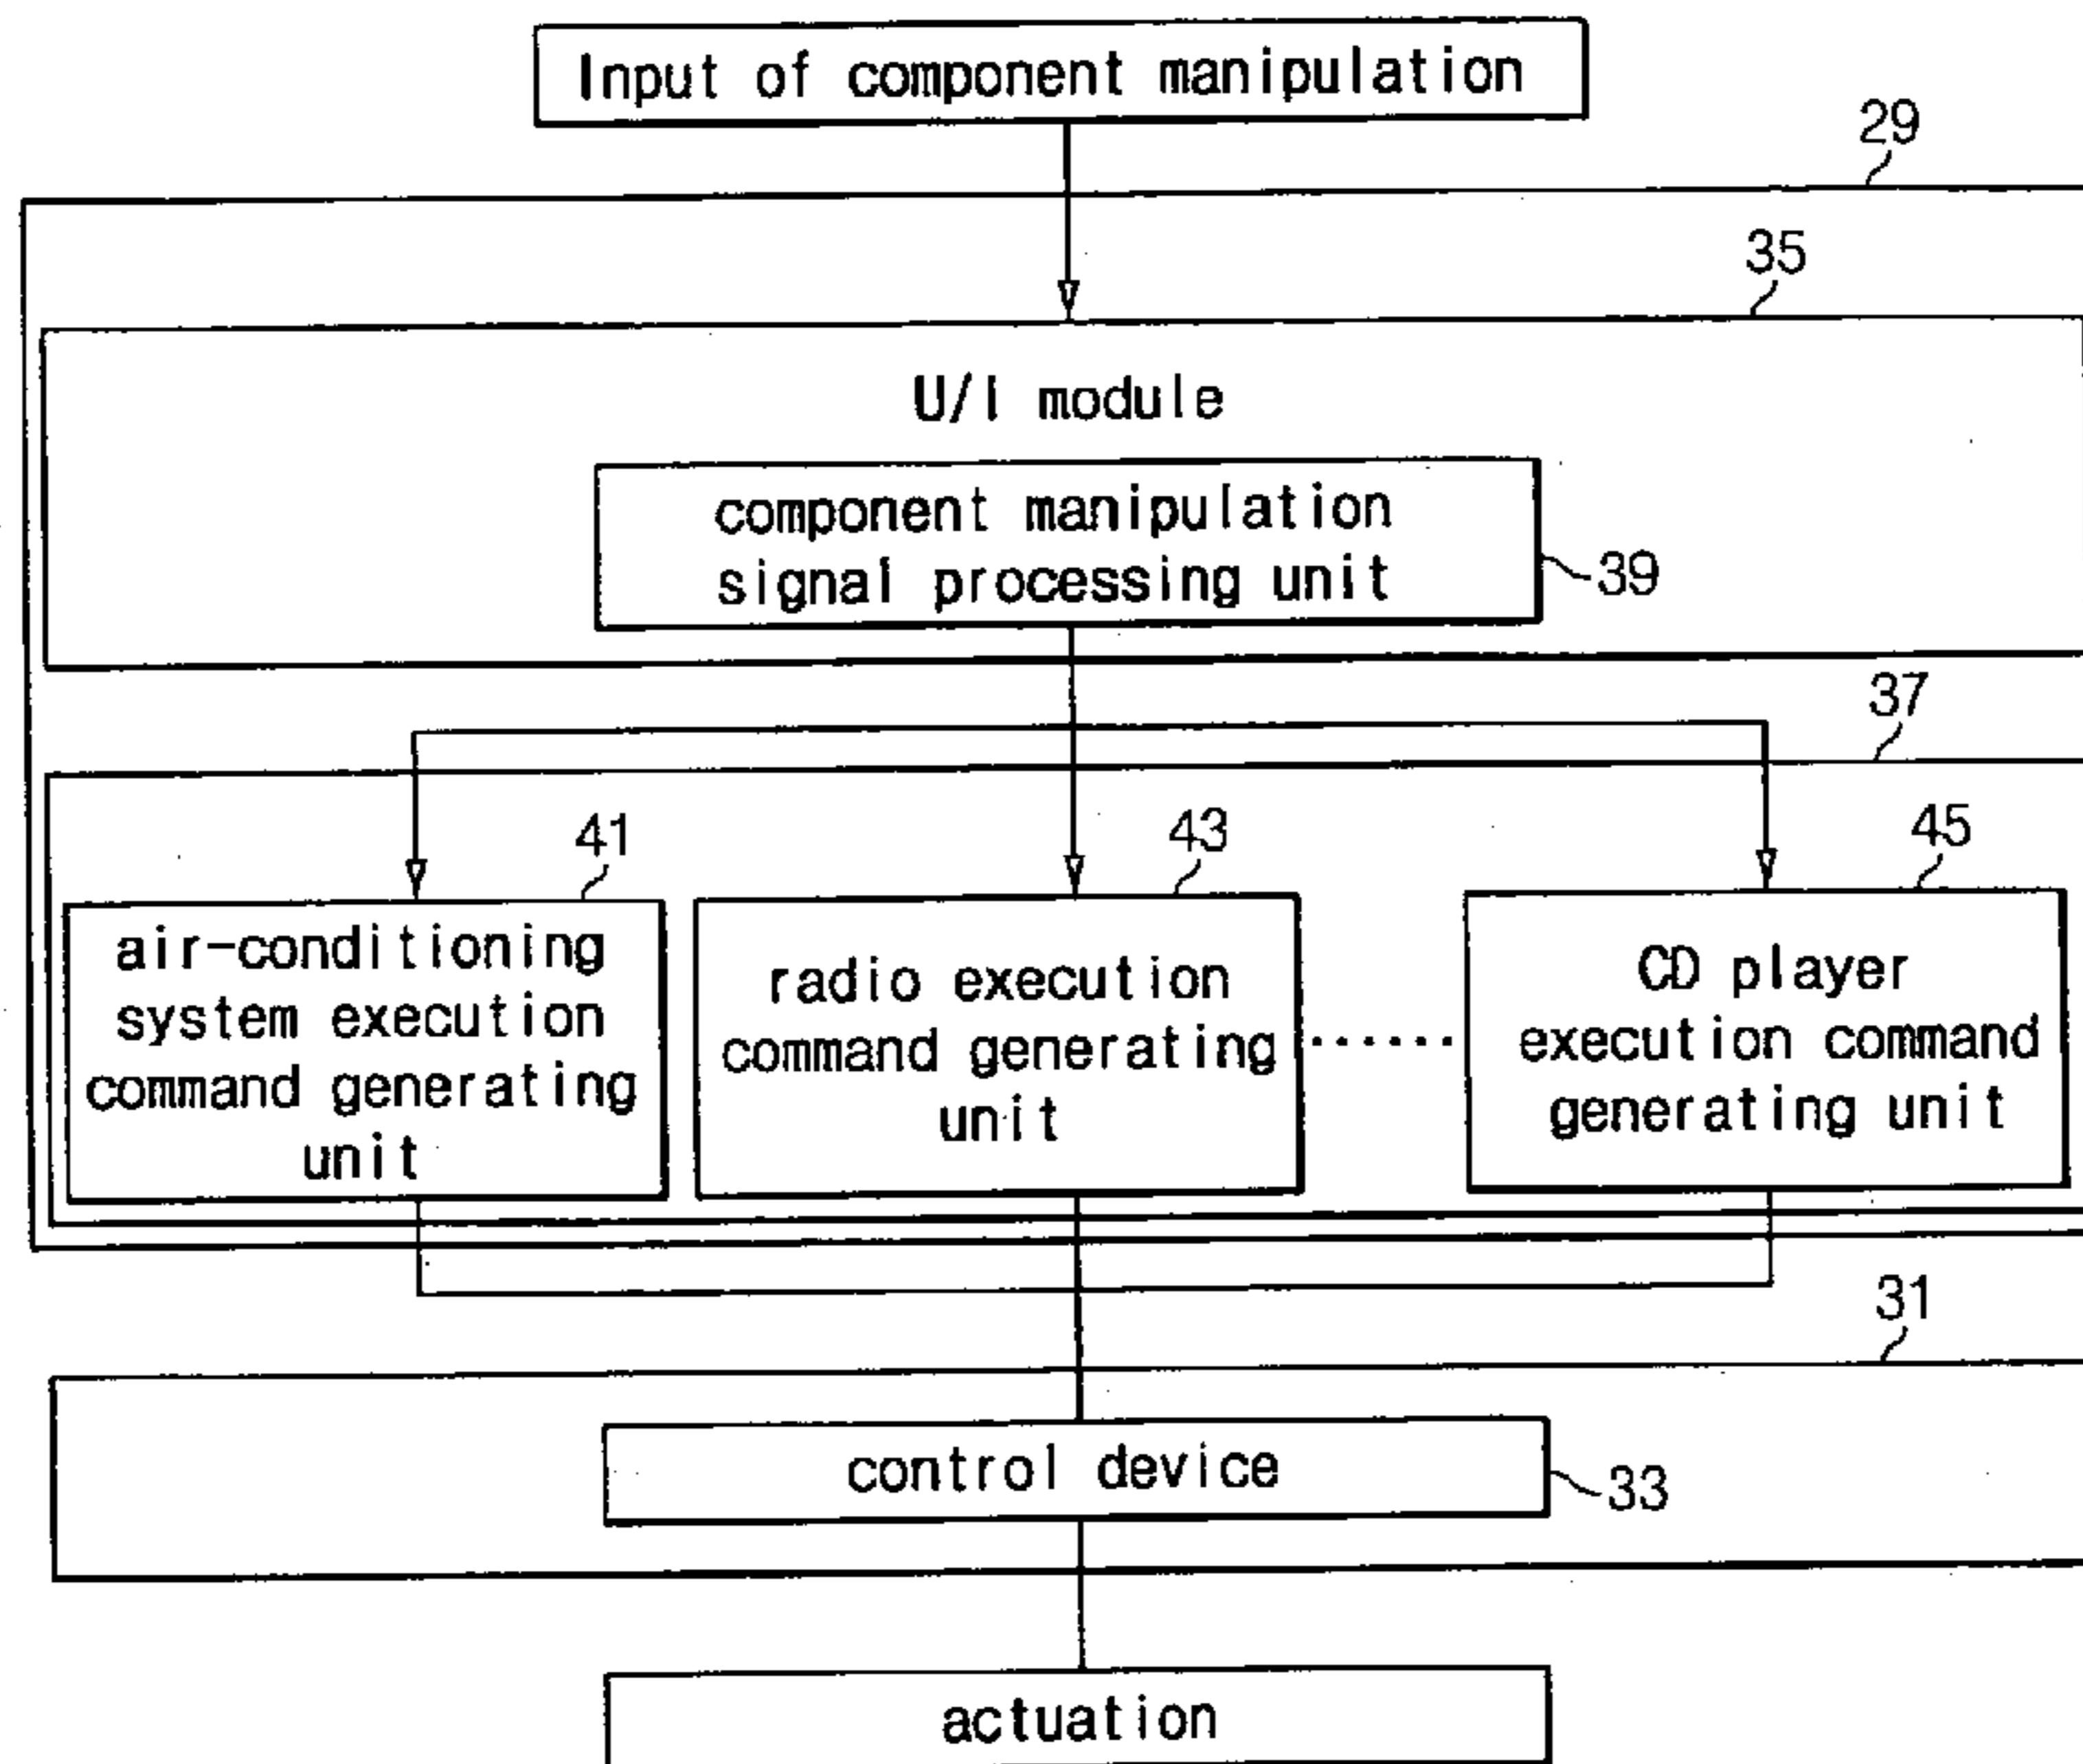 Input of component manipulation
29
35
U/I module
component manipulation
signal processing unit
39
37
41
43
45
air-conditioning
system execution
command generating
unit
radio execution
command generating
unit
......
CD player
execution command
generating unit
31
control device
33
actuation